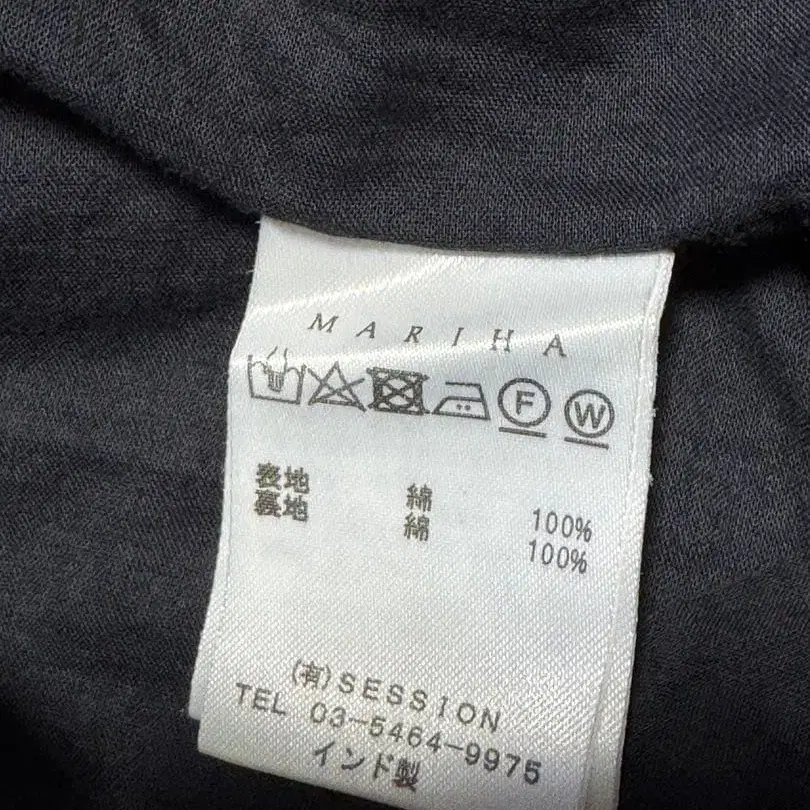 MARIHA
F W
表地 綿 100%
裏地 綿 100%
(有)SESSION
TEL 03-5464-9975
インド製